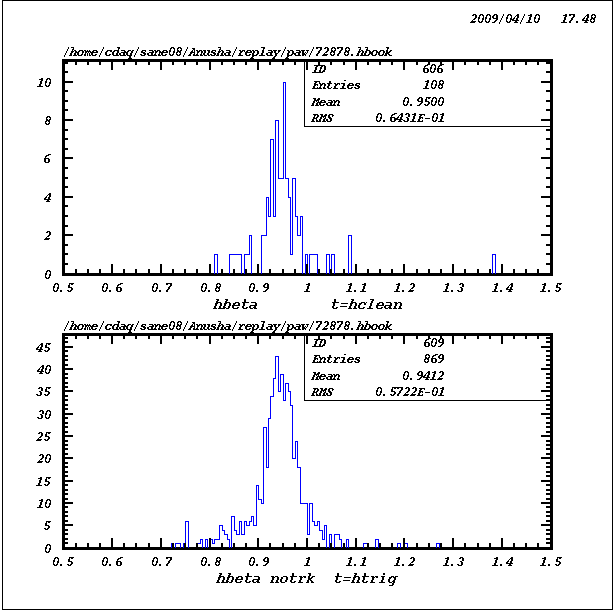 2009/04/10 17.48
/home/cdaq/sane08/Anusha/replay/paw/72878.hbook
ID 606
Entries 108
Mean 0.9500
RMS 0.6431E-01
10
8
6
4
2
0
0.5 0.6 0.7 0.8 0.9 1.0 1.1 1.2 1.3 1.4 1.5
hbeta t=hclean
/home/cdaq/sane08/Anusha/replay/paw/72878.hbook
ID 609
Entries 869
Mean 0.9412
RMS 0.5722E-01
45
40
35
30
25
20
15
10
5
0
0.5 0.6 0.7 0.8 0.9 1.0 1.1 1.2 1.3 1.4 1.5
hbeta notrk t=htrig